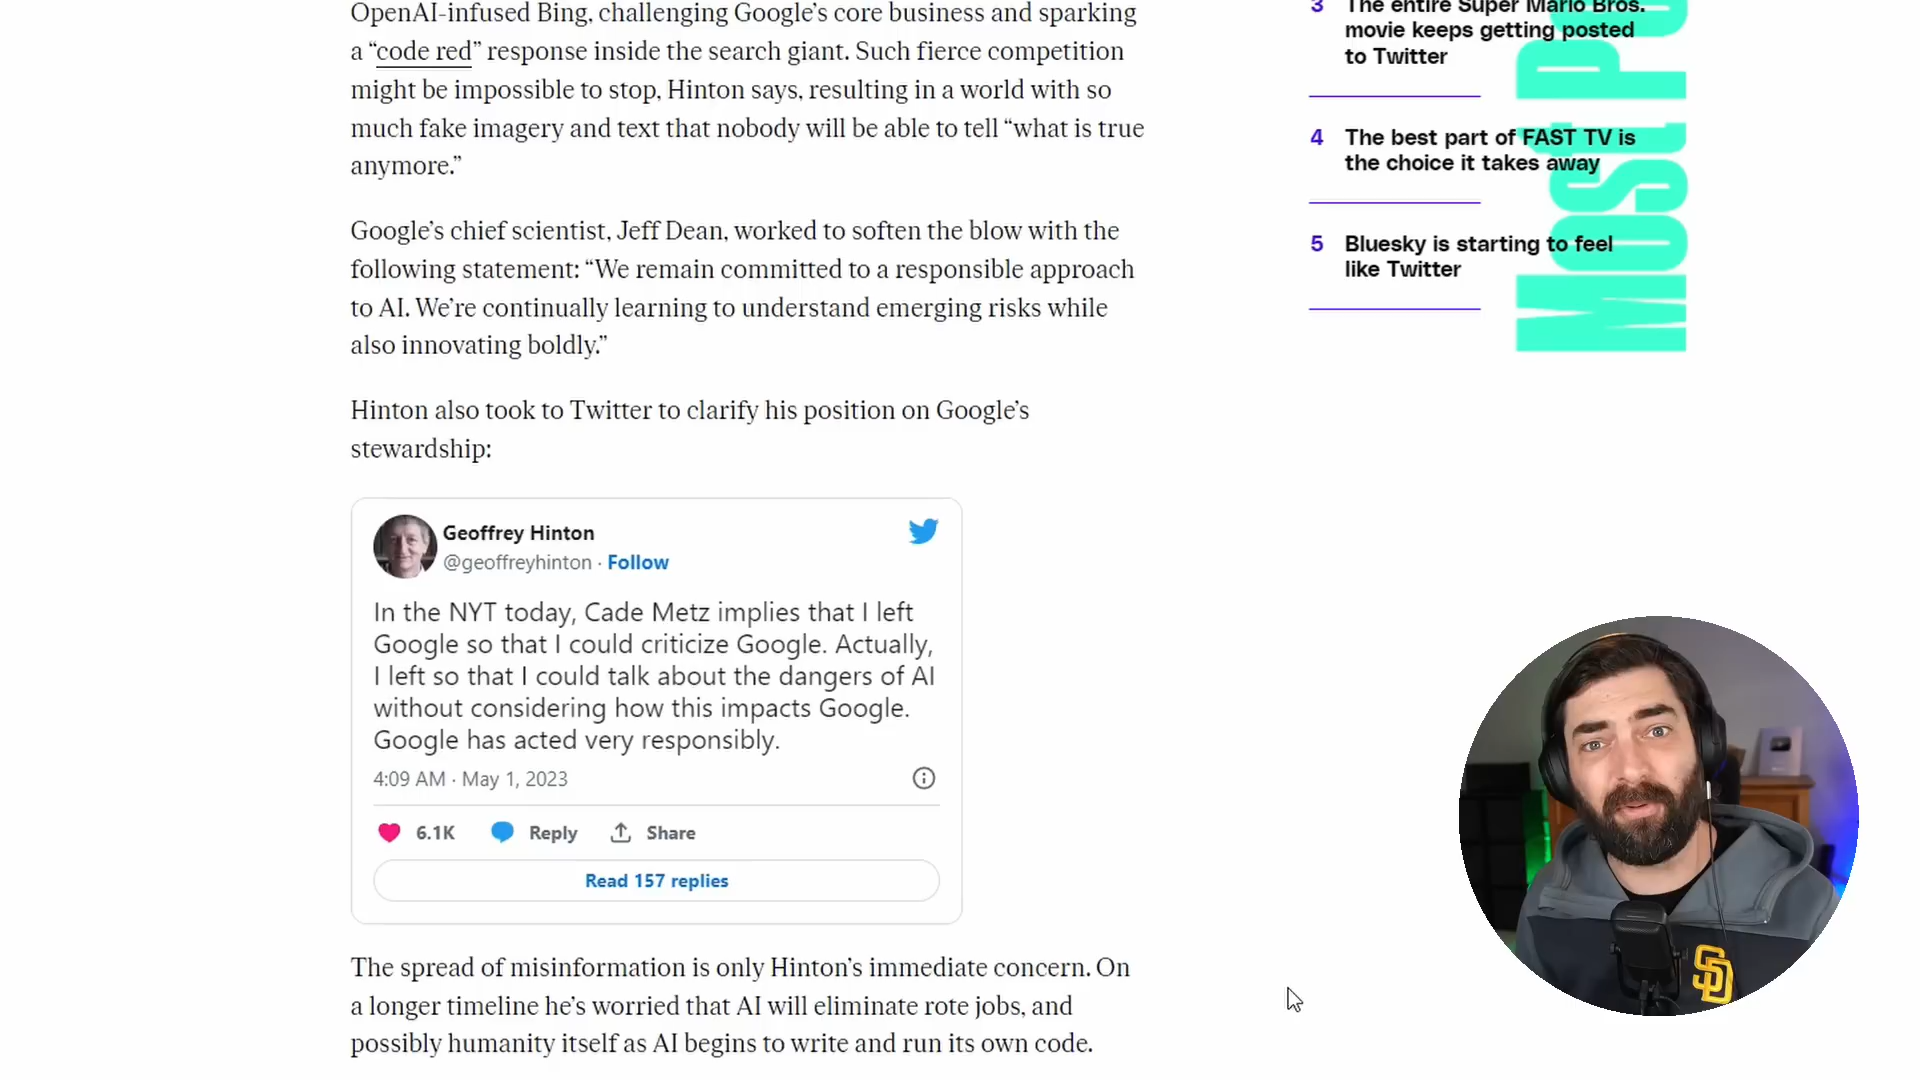 OpenAI-infused Bing, challenging Google’s core business and sparking
a “code red” response inside the search giant. Such fierce competition
might be impossible to stop, Hinton says, resulting in a world with so
much fake imagery and text that nobody will be able to tell “what is true
anymore.”
Google’s chief scientist, Jeff Dean, worked to soften the blow with the
following statement: “We remain committed to a responsible approach
to AI. We’re continually learning to understand emerging risks while
also innovating boldly.”
Hinton also took to Twitter to clarify his position on Google’s
stewardship:
Geoffrey Hinton
@geoffreyhinton · Follow
In the NYT today, Cade Metz implies that I left
Google so that I could criticize Google. Actually,
I left so that I could talk about the dangers of AI
without considering how this impacts Google.
Google has acted very responsibly.
4:09 AM · May 1, 2023
6.1K Reply Share
Read 157 replies
The spread of misinformation is only Hinton’s immediate concern. On
a longer timeline he’s worried that AI will eliminate rote jobs, and
possibly humanity itself as AI begins to write and run its own code.
3 The entire Super Mario Bros.
movie keeps getting posted
to Twitter
4 The best part of FAST TV is
the choice it takes away
5 Bluesky is starting to feel
like Twitter
Most Po
SD